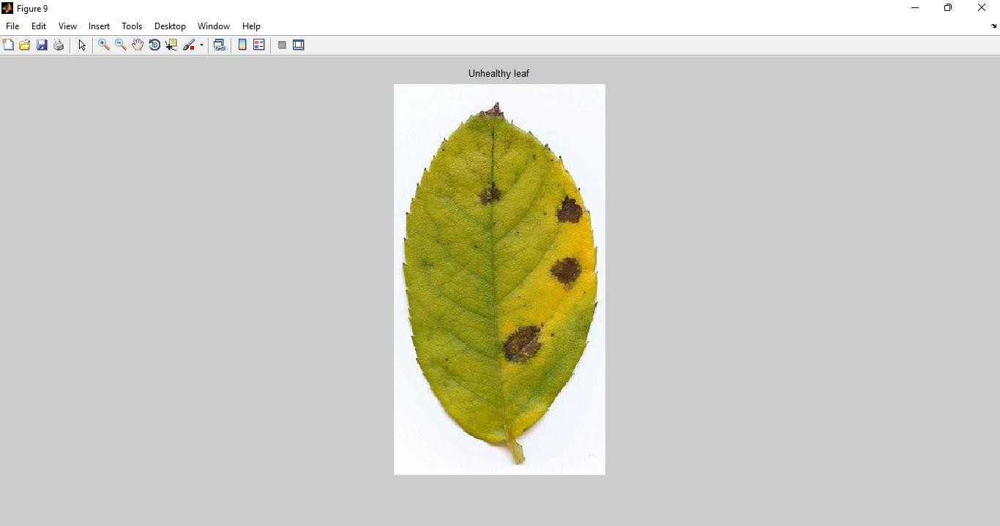 Figure 9
File Edit View Insert Tools Desktop Window Help
Unhealthy leaf